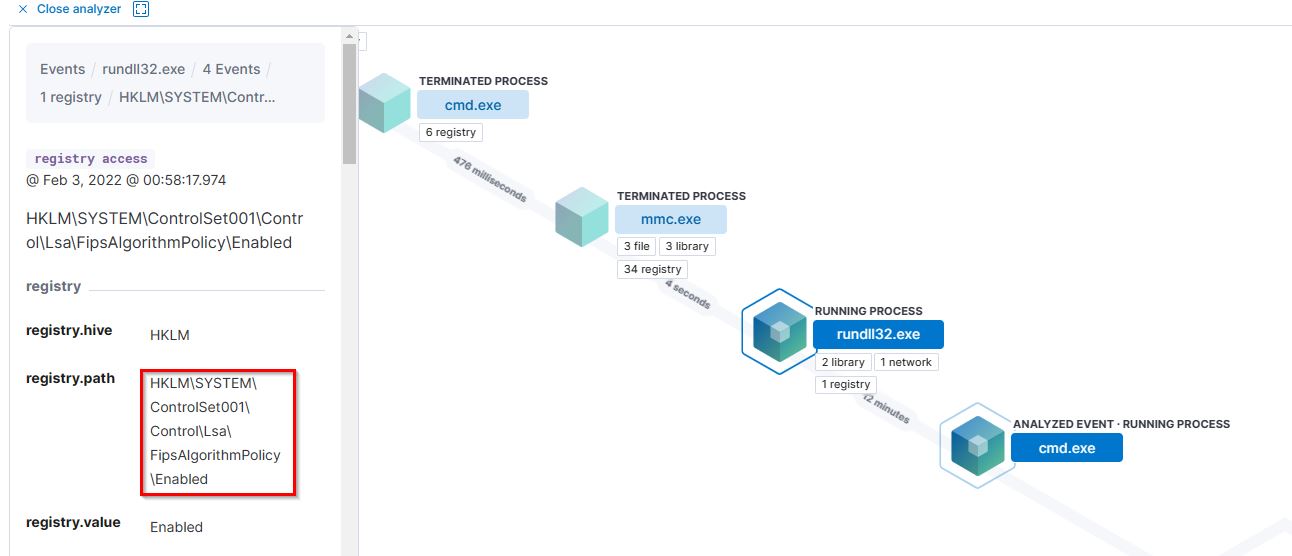 Close analyzer
Events / rundll32.exe / 4 Events /
1 registry / HKLM\SYSTEM\Contr...
registry access
@ Feb 3, 2022 @ 00:58:17.974
HKLM\SYSTEM\ControlSet001\Contr
ol\Lsa\FipsAlgorithmPolicy\Enabled
registry
registry.hive HKLM
registry.path HKLM\SYSTEM\
ControlSet001\
Control\Lsa\
FipsAlgorithmPolicy
\Enabled
registry.value Enabled
TERMINATED PROCESS
cmd.exe
6 registry
476 milliseconds
TERMINATED PROCESS
mmc.exe
3 file 3 library
34 registry
4 seconds
RUNNING PROCESS
rundll32.exe
2 library 1 network
1 registry
12 minutes
ANALYZED EVENT · RUNNING PROCESS
cmd.exe